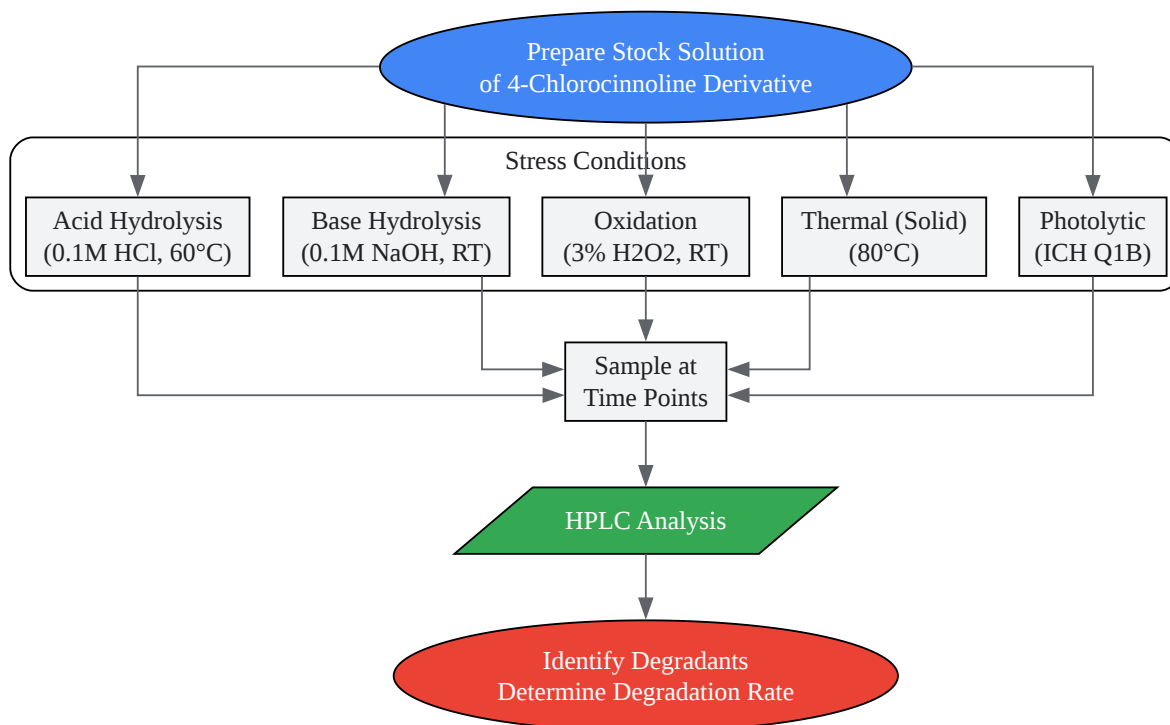 Prepare Stock Solution
of 4-Chlorocinnoline Derivative
Stress Conditions
Acid Hydrolysis
(0.1M HCl, 60°C)
Base Hydrolysis
(0.1M NaOH, RT)
Oxidation
(3% H2O2, RT)
Thermal (Solid)
(80°C)
Photolytic
(ICH Q1B)
Sample at
Time Points
HPLC Analysis
Identify Degradants
Determine Degradation Rate